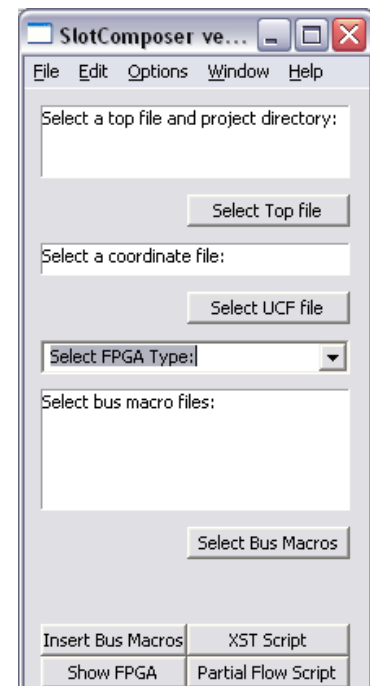 SlotComposer ve...
File Edit Options Window Help
Select a top file and project directory:
Select Top file
Select a coordinate file:
Select UCF file
Select FPGA Type:
Select bus macro files:
Select Bus Macros
Insert Bus Macros XST Script
Show FPGA Partial Flow Script